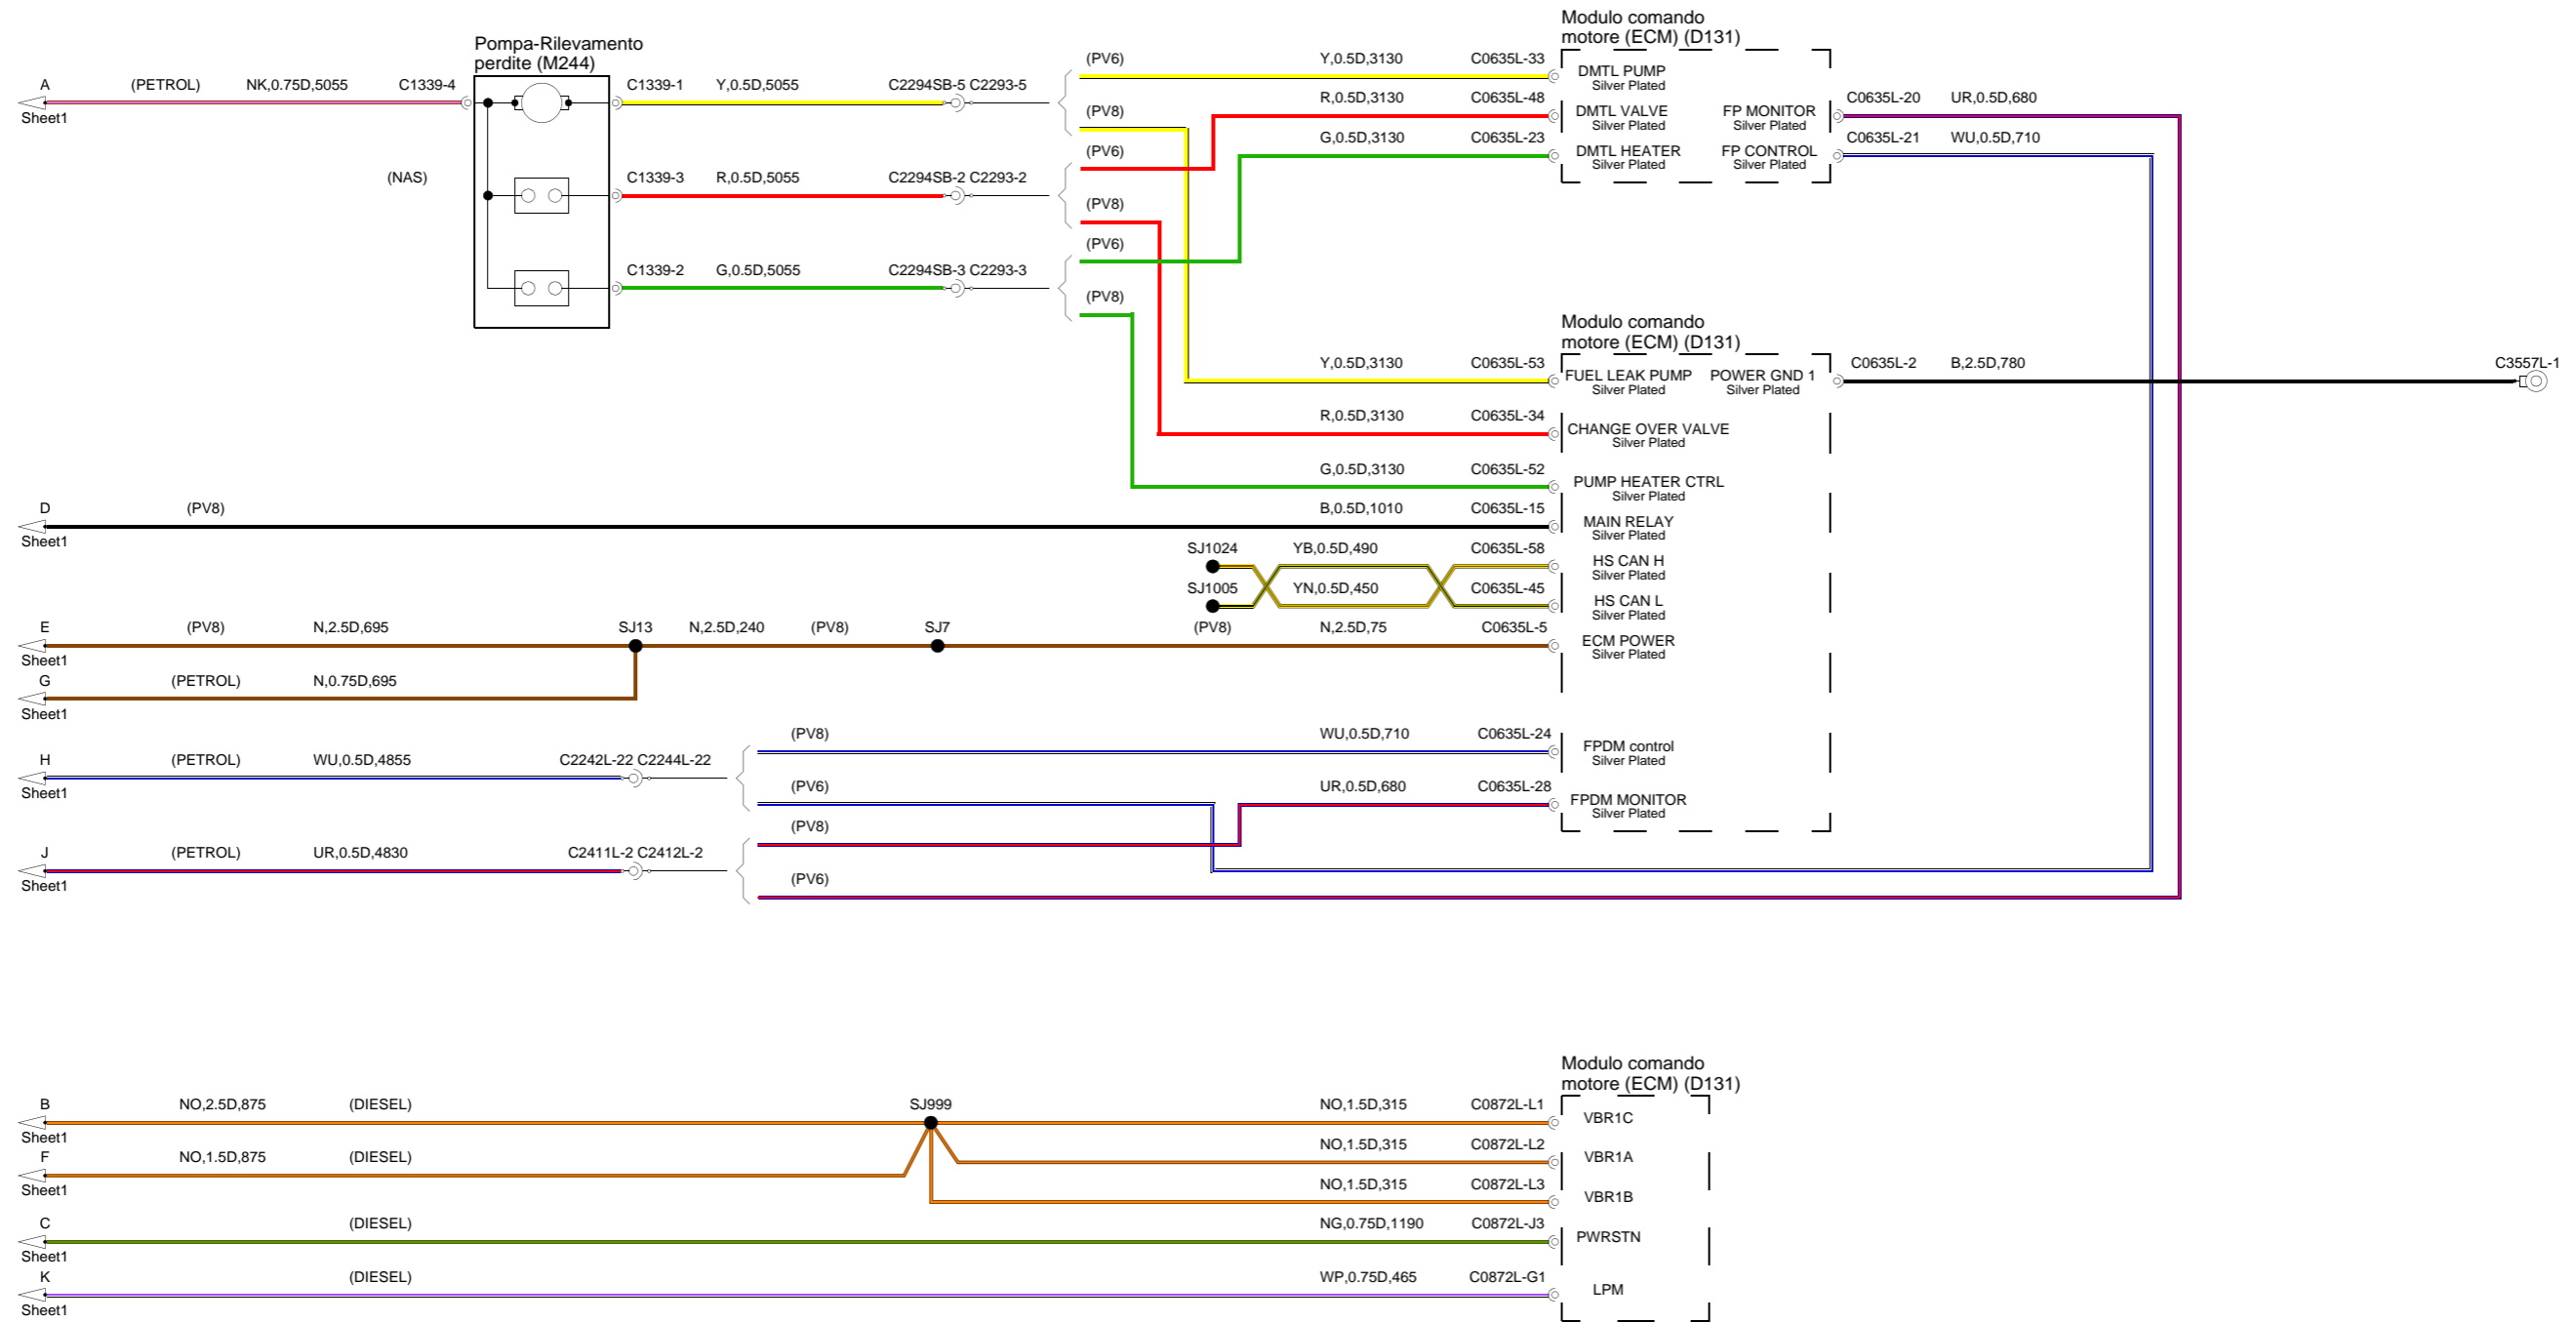 Modulo comando
motore (ECM) (D131)
Pompa-Rilevamento
perdite (M244)
A (PETROL) NK,0.75D,5055 C1339-4
Sheet1
C1339-1 Y,0.5D,5055 C2294SB-5 C2293-5
(PV6) Y,0.5D,3130 C0635L-33
DMTL PUMP
Silver Plated
(PV8) R,0.5D,3130 C0635L-48
DMTL VALVE
Silver Plated
FP MONITOR
Silver Plated
C0635L-20 UR,0.5D,680
(PV6) G,0.5D,3130 C0635L-23
DMTL HEATER
Silver Plated
FP CONTROL
Silver Plated
C0635L-21 WU,0.5D,710
(NAS)
C1339-3 R,0.5D,5055 C2294SB-2 C2293-2
(PV8)
(PV6)
C1339-2 G,0.5D,5055 C2294SB-3 C2293-3
(PV8)
Modulo comando
motore (ECM) (D131)
Y,0.5D,3130 C0635L-53
FUEL LEAK PUMP
Silver Plated
POWER GND 1
Silver Plated
C0635L-2 B,2.5D,780 C3557L-1
R,0.5D,3130 C0635L-34
CHANGE OVER VALVE
Silver Plated
G,0.5D,3130 C0635L-52
PUMP HEATER CTRL
Silver Plated
D (PV8) B,0.5D,1010 C0635L-15
Sheet1
MAIN RELAY
Silver Plated
SJ1024 YB,0.5D,490 C0635L-58
HS CAN H
Silver Plated
SJ1005 YN,0.5D,450 C0635L-45
HS CAN L
Silver Plated
E (PV8) N,2.5D,695 SJ13 N,2.5D,240 (PV8) SJ7 (PV8) N,2.5D,75 C0635L-5
Sheet1
ECM POWER
Silver Plated
G (PETROL) N,0.75D,695
Sheet1
(PV8) WU,0.5D,710 C0635L-24
FPDM control
Silver Plated
H (PETROL) WU,0.5D,4855 C2242L-22 C2244L-22
Sheet1
(PV6) UR,0.5D,680 C0635L-28
FPDM MONITOR
Silver Plated
(PV8)
J (PETROL) UR,0.5D,4830 C2411L-2 C2412L-2
Sheet1
(PV6)
Modulo comando
motore (ECM) (D131)
B NO,2.5D,875 (DIESEL) SJ999 NO,1.5D,315 C0872L-L1
Sheet1
VBR1C
F NO,1.5D,875 (DIESEL) NO,1.5D,315 C0872L-L2
Sheet1
VBR1A
NO,1.5D,315 C0872L-L3
VBR1B
C (DIESEL) NG,0.75D,1190 C0872L-J3
Sheet1
PWRSTN
K (DIESEL) WP,0.75D,465 C0872L-G1
Sheet1
LPM